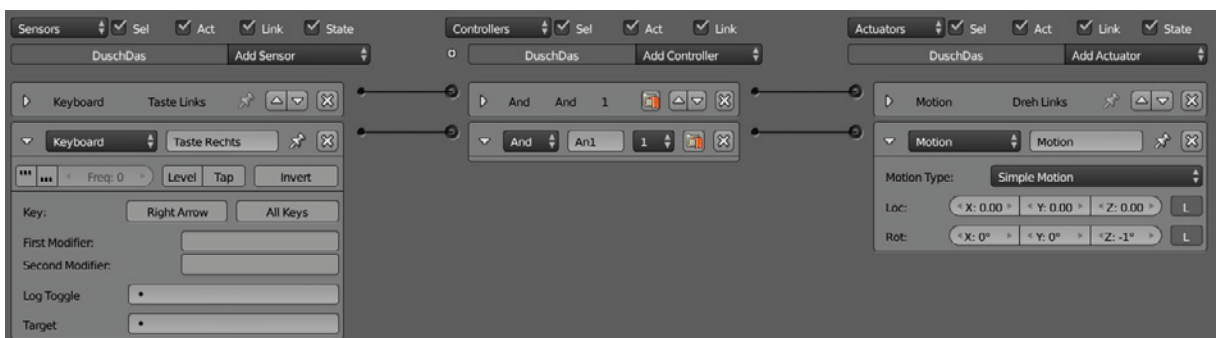 Sensors Sel Act Link State Controllers Sel Act Link Actuators Sel Act Link State
DuschDas Add Sensor DuschDas Add Controller DuschDas Add Actuator
Keyboard Taste Links And And 1 Motion Dreh Links
Keyboard Taste Rechts And An1 1 Motion Motion
Freq: 0 Level Tap Invert Motion Type: Simple Motion
Key: Right Arrow All Keys Loc: X: 0.00 Y: 0.00 Z: 0.00 L
First Modifier: Rot: X: 0° Y: 0° Z: -1° L
Second Modifier:
Log Toggle
Target